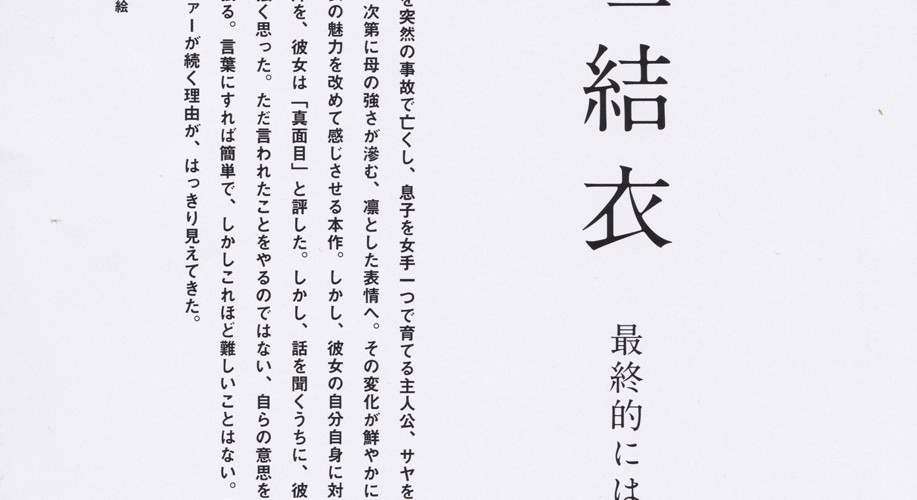 結衣
最終的には
を突然の事故で亡くし、息子を女手一つで育てる主人公、サヤを
次第に母の強さが滲む、凛とした表情へ。その変化が鮮やかに
の魅力を改めて感じさせる本作。しかし、彼女の自分自身に対
を、彼女は「真面目」と評した。しかし、話を聞くうちに、彼
強く思った。ただ言われたことをやるのではない、自らの意思を
る。言葉にすれば簡単で、しかしこれほど難しいことはない。
ァーが続く理由が、はっきり見えてきた。
絵